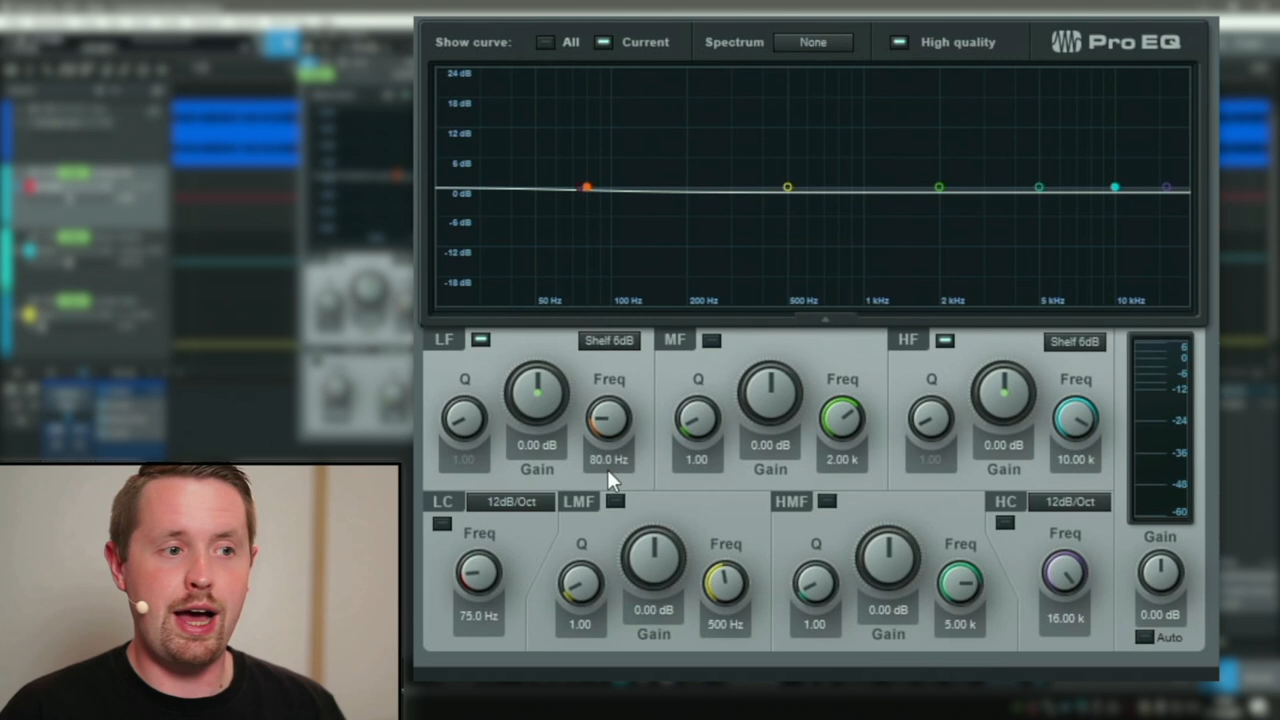 Show curve: All Current Spectrum None High quality Pro EQ
24 dB
18 dB
12 dB
6 dB
0 dB
-6 dB
-12 dB
-18 dB
50 Hz 100 Hz 200 Hz 500 Hz 1 kHz 2 kHz 5 kHz 10 kHz
LF Shelf 6dB MF HF Shelf 6dB
Q Freq Q Freq Q Freq
1.00 0.00 dB 80.0 Hz 1.00 0.00 dB 2.00 k 1.00 0.00 dB 10.00 k
Gain Gain Gain
6
0
-6
-12
-24
-36
-48
-60
LC 12dB/Oct LMF HMF HC 12dB/Oct
Freq Q Freq Q Freq Freq Gain
75.0 Hz 1.00 0.00 dB 500 Hz 1.00 0.00 dB 5.00 k 16.00 k 0.00 dB
Gain Gain Auto